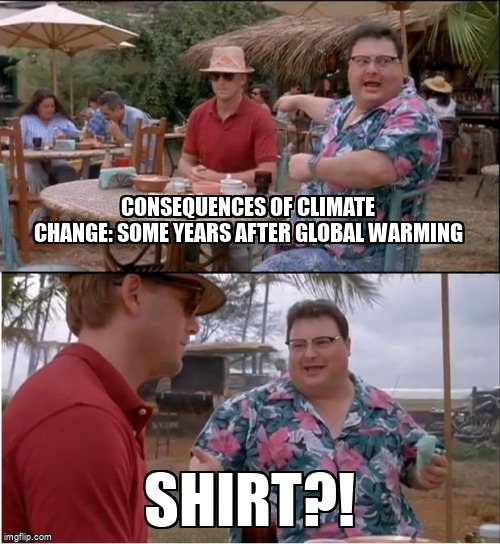 CONSEQUENCES OF CLIMATE
CHANGE: SOME YEARS AFTER GLOBAL WARMING
SHIRT?!
imgflip.com